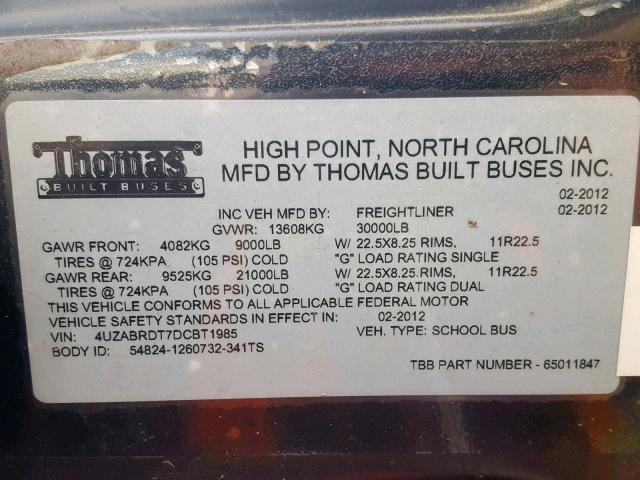 Thomas
BUILT BUSES
HIGH POINT, NORTH CAROLINA
MFD BY THOMAS BUILT BUSES INC.
02-2012
INC VEH MFD BY: FREIGHTLINER 02-2012
GVWR: 13608KG 30000LB
GAWR FRONT: 4082KG 9000LB W/ 22.5X8.25 RIMS, 11R22.5
TIRES @ 724KPA (105 PSI) COLD "G" LOAD RATING SINGLE
GAWR REAR: 9525KG 21000LB W/ 22.5X8.25 RIMS, 11R22.5
TIRES @ 724KPA (105 PSI) COLD "G" LOAD RATING DUAL
THIS VEHICLE CONFORMS TO ALL APPLICABLE FEDERAL MOTOR
VEHICLE SAFETY STANDARDS IN EFFECT IN: 02-2012
VIN: 4UZABRDT7DCBT1985 VEH. TYPE: SCHOOL BUS
BODY ID: 54824-1260732-341TS
TBB PART NUMBER - 65011847